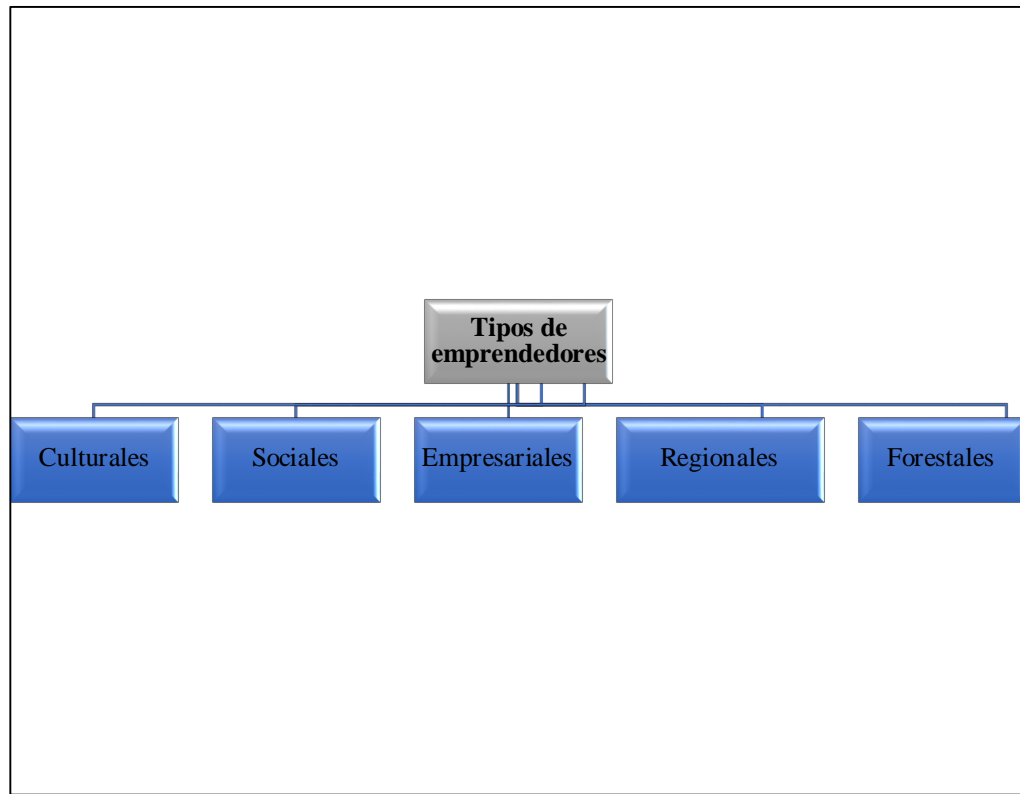 Tipos de
emprendedores
Culturales
Sociales
Empresariales
Regionales
Forestales